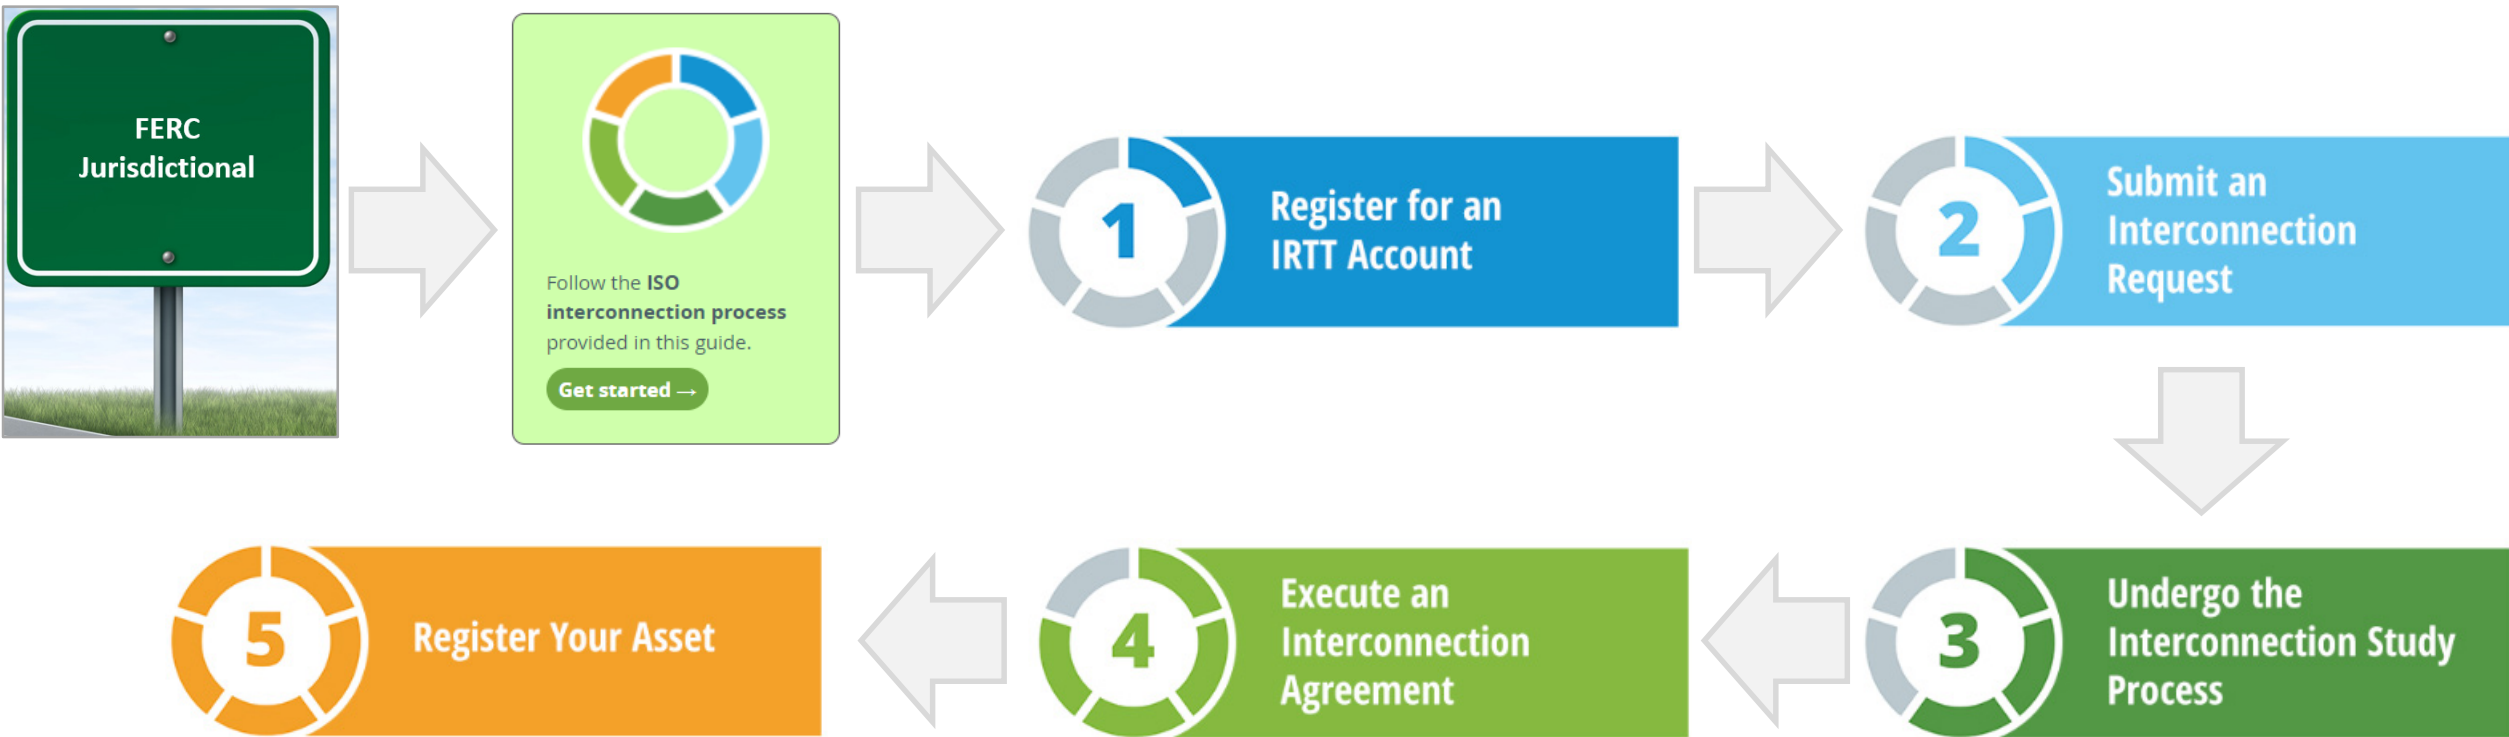 FERC
Jurisdictional
Follow the ISO
interconnection process
provided in this guide.
Get started →
1
Register for an
IRTT Account
2
Submit an
Interconnection
Request
3
Undergo the
Interconnection Study
Process
4
Execute an
Interconnection
Agreement
5
Register Your Asset